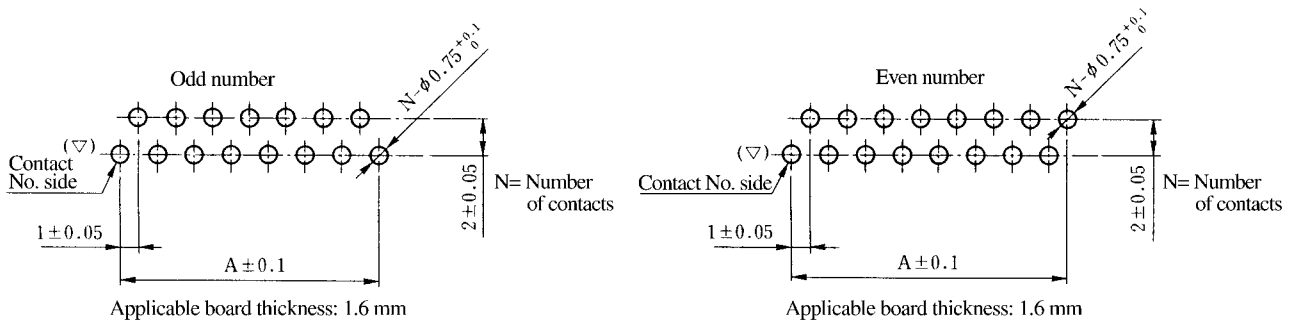 Odd number
N-φ0.75 +0.1 0
(▽)
Contact
No. side
1±0.05
A±0.1
2±0.05
N= Number
of contacts
Applicable board thickness: 1.6 mm
Even number
N-φ0.75 +0.1 0
(▽)
Contact No. side
1±0.05
A±0.1
2±0.05
N= Number
of contacts
Applicable board thickness: 1.6 mm